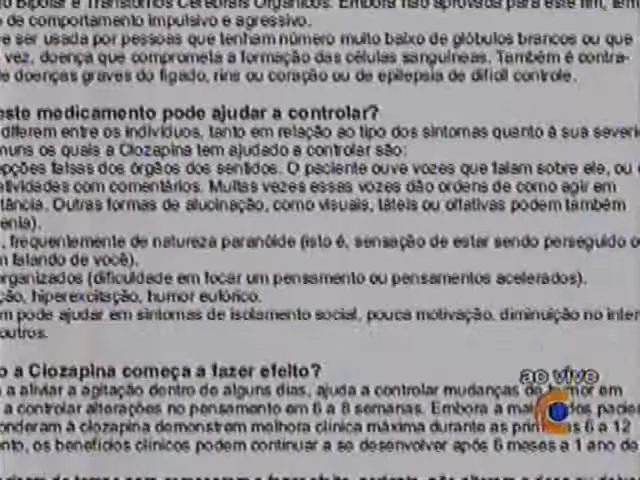 Bipolar e Transtornos Cerebrais Orgânicos. Embora não aprovada para este fim, tem
de comportamento impulsivo e agressivo.
e ser usada por pessoas que tenham número muito baixo de glóbulos brancos ou que
vez, doença que comprometa a formação das células sanguíneas. Também é contra-
de doenças graves do fígado, rins ou coração ou de epilepsia de difícil controle.
este medicamento pode ajudar a controlar?
diferem entre os indivíduos, tanto em relação ao tipo dos sintomas quanto à sua severi
muns os quais a Clozapina tem ajudado a controlar são:
pções falsas dos órgãos dos sentidos. O paciente ouve vozes que falam sobre ele, ou
atividades com comentários. Muitas vezes essas vozes dão ordens de como agir em
tância. Outras formas de alucinação, como visuais, táteis ou olfativas podem também
enia).
, frequentemente de natureza paranóide (isto é, sensação de estar sendo perseguido o
m falando de você).
organizados (dificuldade em focar um pensamento ou pensamentos acelerados).
ção, hiperexcitação, humor eufórico.
m pode ajudar em sintomas de isolamento social, pouca motivação, diminuição no inter
outros.
o a Clozapina começa a fazer efeito?
a aliviar a agitação dentro de alguns dias, ajuda a controlar mudanças de humor em
a controlar alterações no pensamento em 6 a 8 semanas. Embora a dos pacien
onderam à clozapina demonstrem melhora clínica máxima durante as 6 a 12
nto, os benefícios clínicos podem continuar a se desenvolver após 6 meses a 1 ano de
ao vivo